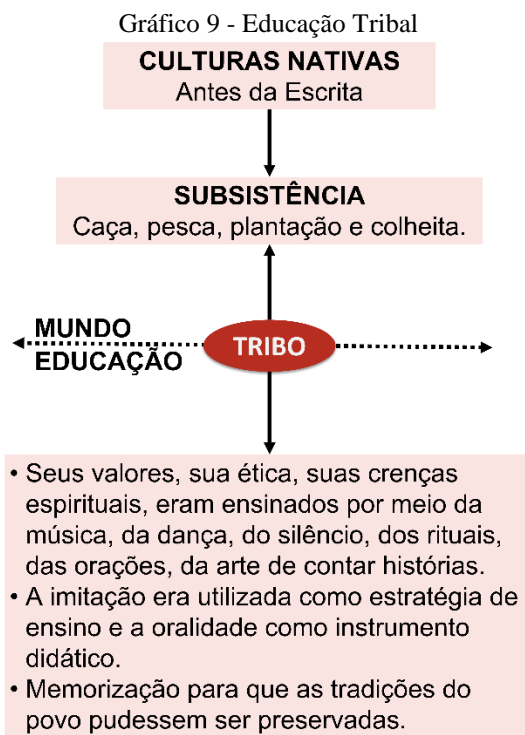 Gráfico 9 - Educação Tribal
CULTURAS NATIVAS
Antes da Escrita
SUBSISTÊNCIA
Caça, pesca, plantação e colheita.
MUNDO
EDUCAÇÃO
TRIBO
• Seus valores, sua ética, suas crenças
espirituais, eram ensinados por meio da
música, da dança, do silêncio, dos rituais,
das orações, da arte de contar histórias.
• A imitação era utilizada como estratégia de
ensino e a oralidade como instrumento
didático.
• Memorização para que as tradições do
povo pudessem ser preservadas.